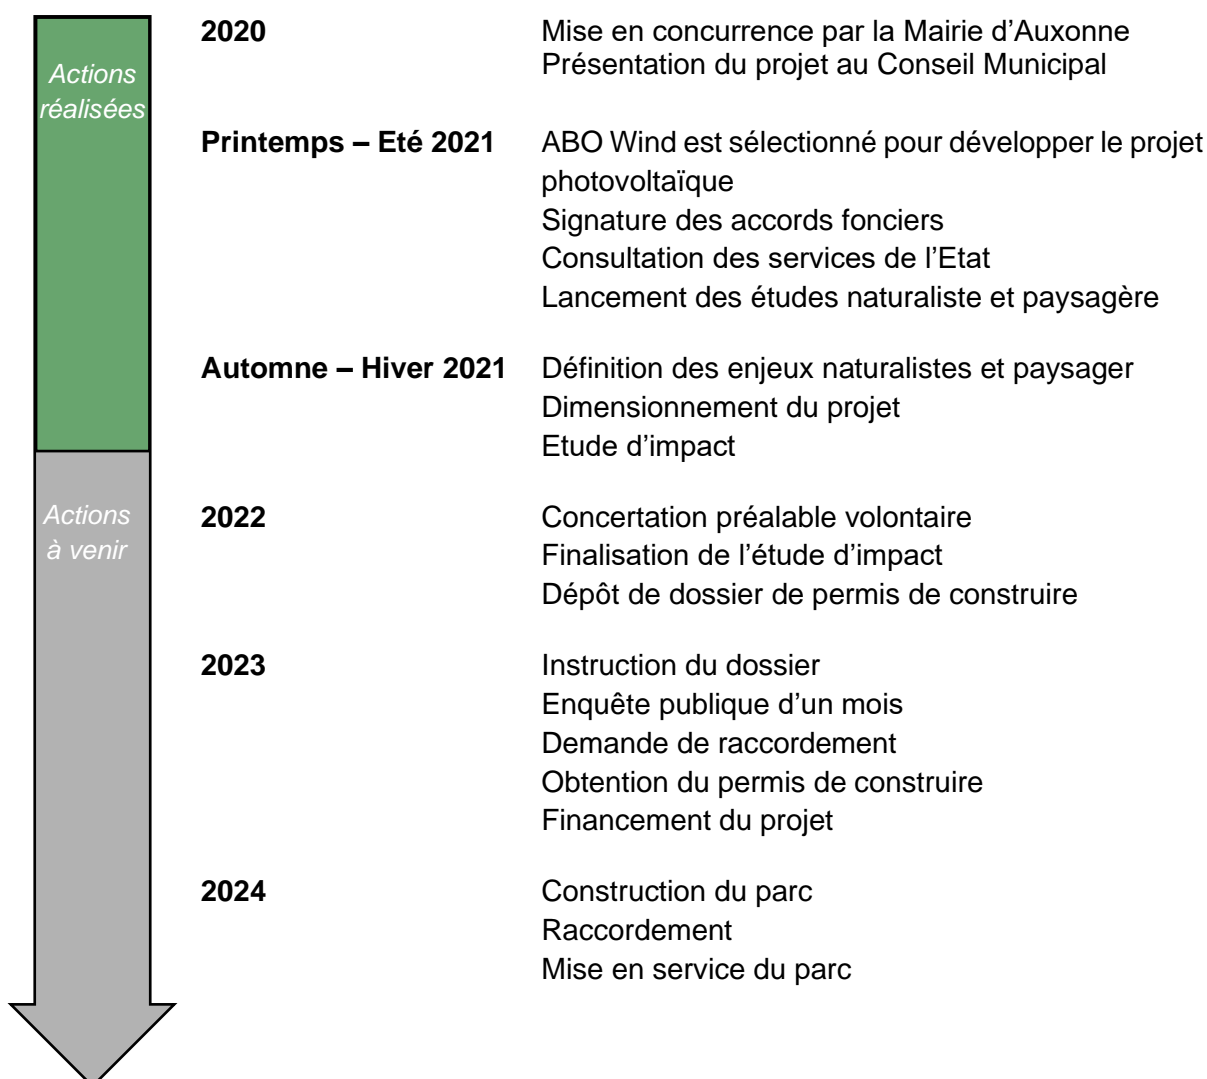 Actions
réalisées
2020
Mise en concurrence par la Mairie d’Auxonne
Présentation du projet au Conseil Municipal
Printemps – Eté 2021
ABO Wind est sélectionné pour développer le projet
photovoltaïque
Signature des accords fonciers
Consultation des services de l’Etat
Lancement des études naturaliste et paysagère
Automne – Hiver 2021
Définition des enjeux naturalistes et paysager
Dimensionnement du projet
Etude d’impact
Actions
à venir
2022
Concertation préalable volontaire
Finalisation de l’étude d’impact
Dépôt de dossier de permis de construire
2023
Instruction du dossier
Enquête publique d’un mois
Demande de raccordement
Obtention du permis de construire
Financement du projet
2024
Construction du parc
Raccordement
Mise en service du parc